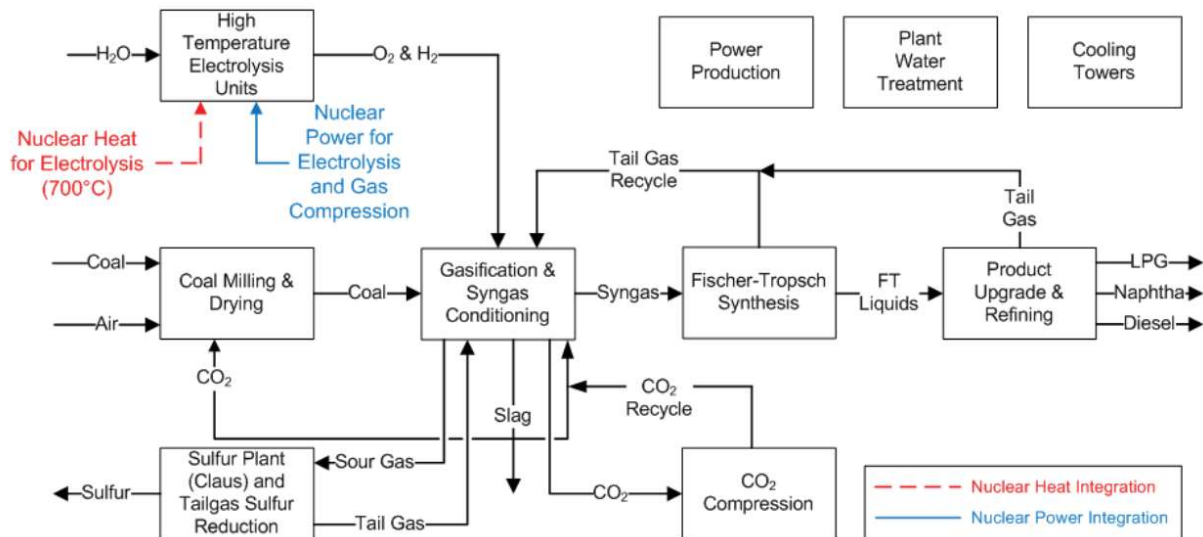 High
Temperature
Electrolysis
Units
H₂O
O₂ & H₂
Power
Production
Plant
Water
Treatment
Cooling
Towers
Nuclear Heat
for Electrolysis
(700°C)
Nuclear
Power for
Electrolysis
and Gas
Compression
Tail Gas
Recycle
Tail
Gas
Coal
Air
Coal Milling &
Drying
Coal
Gasification &
Syngas
Conditioning
Syngas
Fischer-Tropsch
Synthesis
FT
Liquids
Product
Upgrade &
Refining
LPG
Naphtha
Diesel
CO₂
Slag
CO₂
Recycle
Sulfur
Sulfur Plant
(Claus) and
Tailgas Sulfur
Reduction
Sour Gas
Tail Gas
CO₂
CO₂
Compression
Nuclear Heat Integration
Nuclear Power Integration